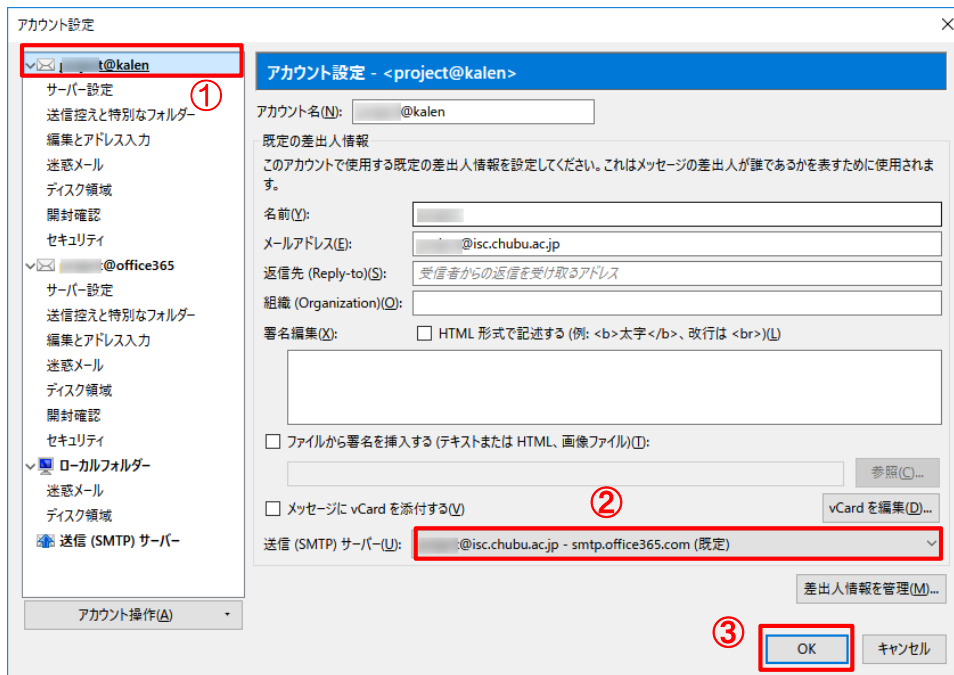 アカウント設定
t@kalen
①
サーバー設定
送信控えと特別なフォルダー
編集とアドレス入力
迷惑メール
ディスク領域
開封確認
セキュリティ
:@office365
サーバー設定
送信控えと特別なフォルダー
編集とアドレス入力
迷惑メール
ディスク領域
開封確認
セキュリティ
ローカルフォルダー
迷惑メール
ディスク領域
送信 (SMTP) サーバー
アカウント操作(A)
アカウント設定 - <project@kalen>
アカウント名(N): @kalen
既定の差出人情報
このアカウントで使用する既定の差出人情報を設定してください。これはメッセージの差出人が誰であるかを表すために使用されま
す。
名前(Y):
メールアドレス(E): @isc.chubu.ac.jp
返信先 (Reply-to)(S): 受信者からの返信を受け取るアドレス
組織 (Organization)(O):
署名編集(X): HTML 形式で記述する (例: <b>太字</b>、改行は <br>)(L)
ファイルから署名を挿入する (テキストまたは HTML、画像ファイル)(T):
参照(C)...
②
メッセージに vCard を添付する(V) vCard を編集(D)...
送信 (SMTP) サーバー(U): :@isc.chubu.ac.jp - smtp.office365.com (既定)
差出人情報を管理(M)...
③
OK キャンセル